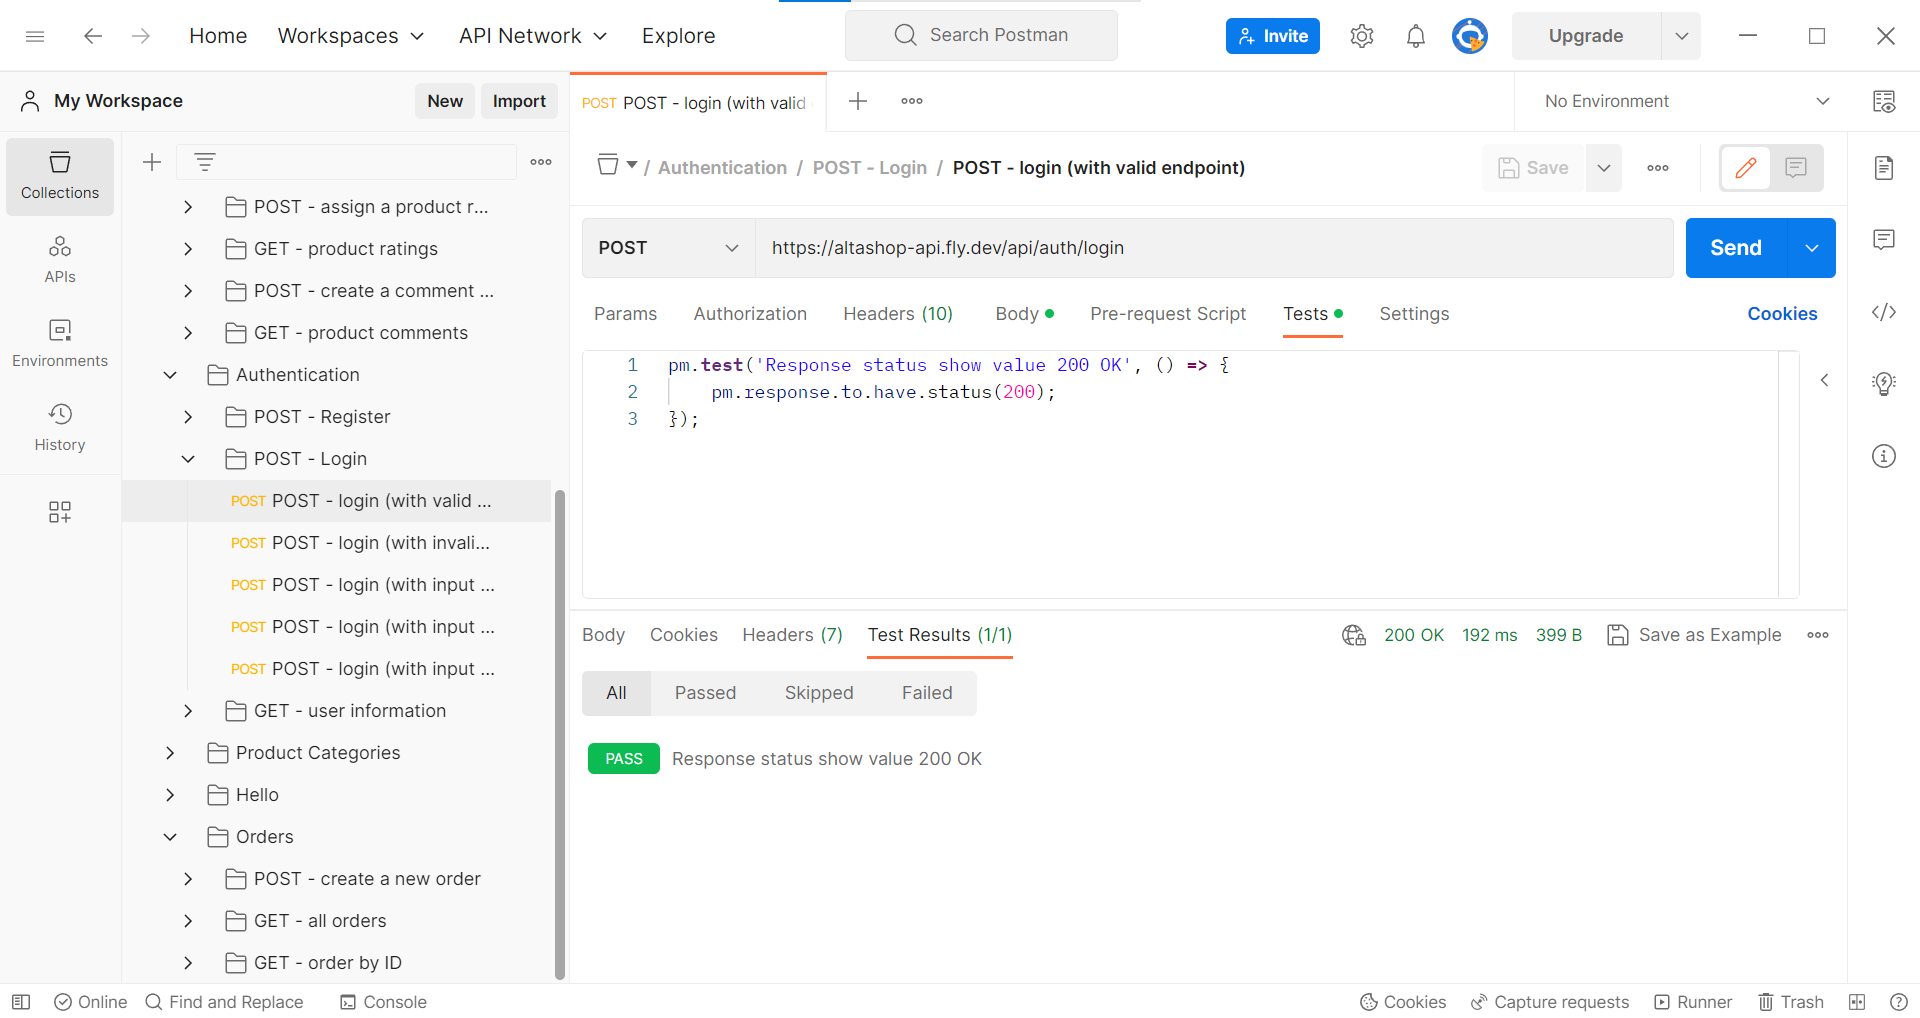 Home Workspaces API Network Explore Search Postman Invite Upgrade
My Workspace New Import
POST POST - login (with valid No Environment
Collections
APIs
Environments
History
POST - assign a product r...
GET - product ratings
POST - create a comment ...
GET - product comments
Authentication
POST - Register
POST - Login
POST POST - login (with valid ...
POST POST - login (with invali...
POST POST - login (with input ...
POST POST - login (with input ...
POST POST - login (with input ...
GET - user information
Product Categories
Hello
Orders
POST - create a new order
GET - all orders
GET - order by ID
/ Authentication / POST - Login / POST - login (with valid endpoint) Save
POST https://altashop-api.fly.dev/api/auth/login Send
Params Authorization Headers (10) Body Pre-request Script Tests Settings Cookies
1 pm.test('Response status show value 200 OK', () => {
2 pm.response.to.have.status(200);
3 });
Body Cookies Headers (7) Test Results (1/1) 200 OK 192 ms 399 B Save as Example
All Passed Skipped Failed
PASS Response status show value 200 OK
Online Find and Replace Console Cookies Capture requests Runner Trash